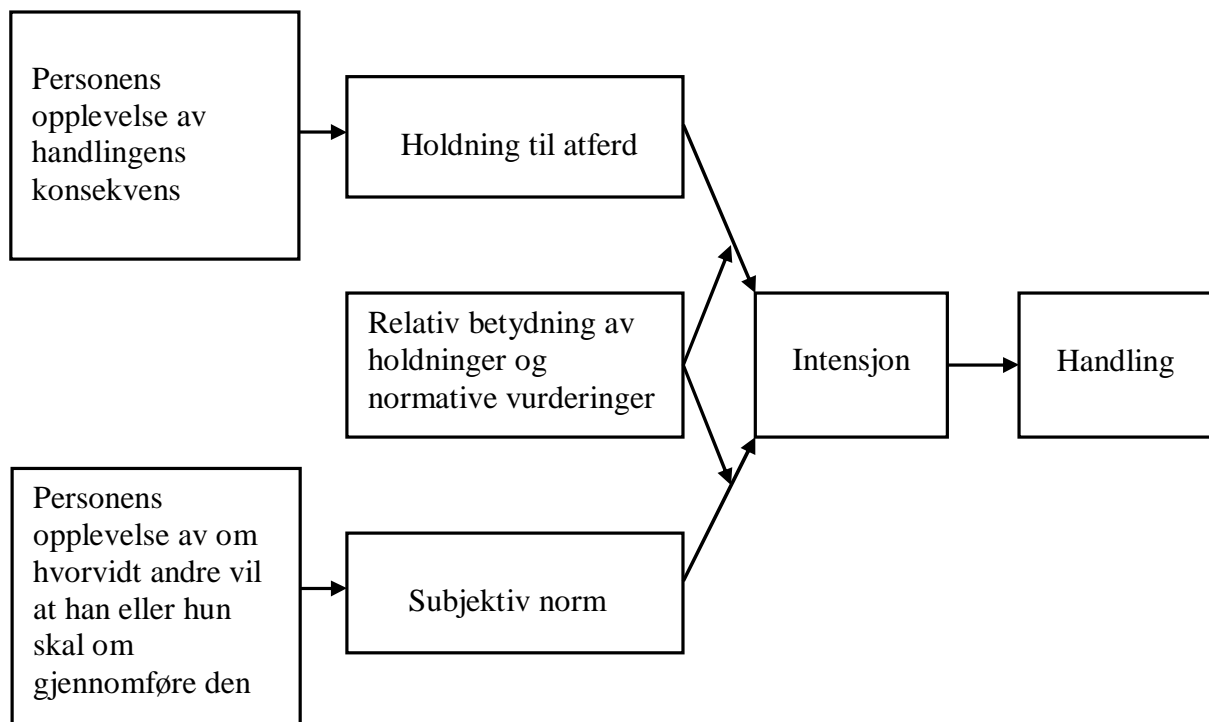 Personens
opplevelse av
handlingens
konsekvens
Holdning til atferd
Relativ betydning av
holdninger og
normative vurderinger
Intensjon
Handling
Personens
opplevelse av om
hvorvidt andre vil
at han eller hun
skal om
gjennomføre den
Subjektiv norm